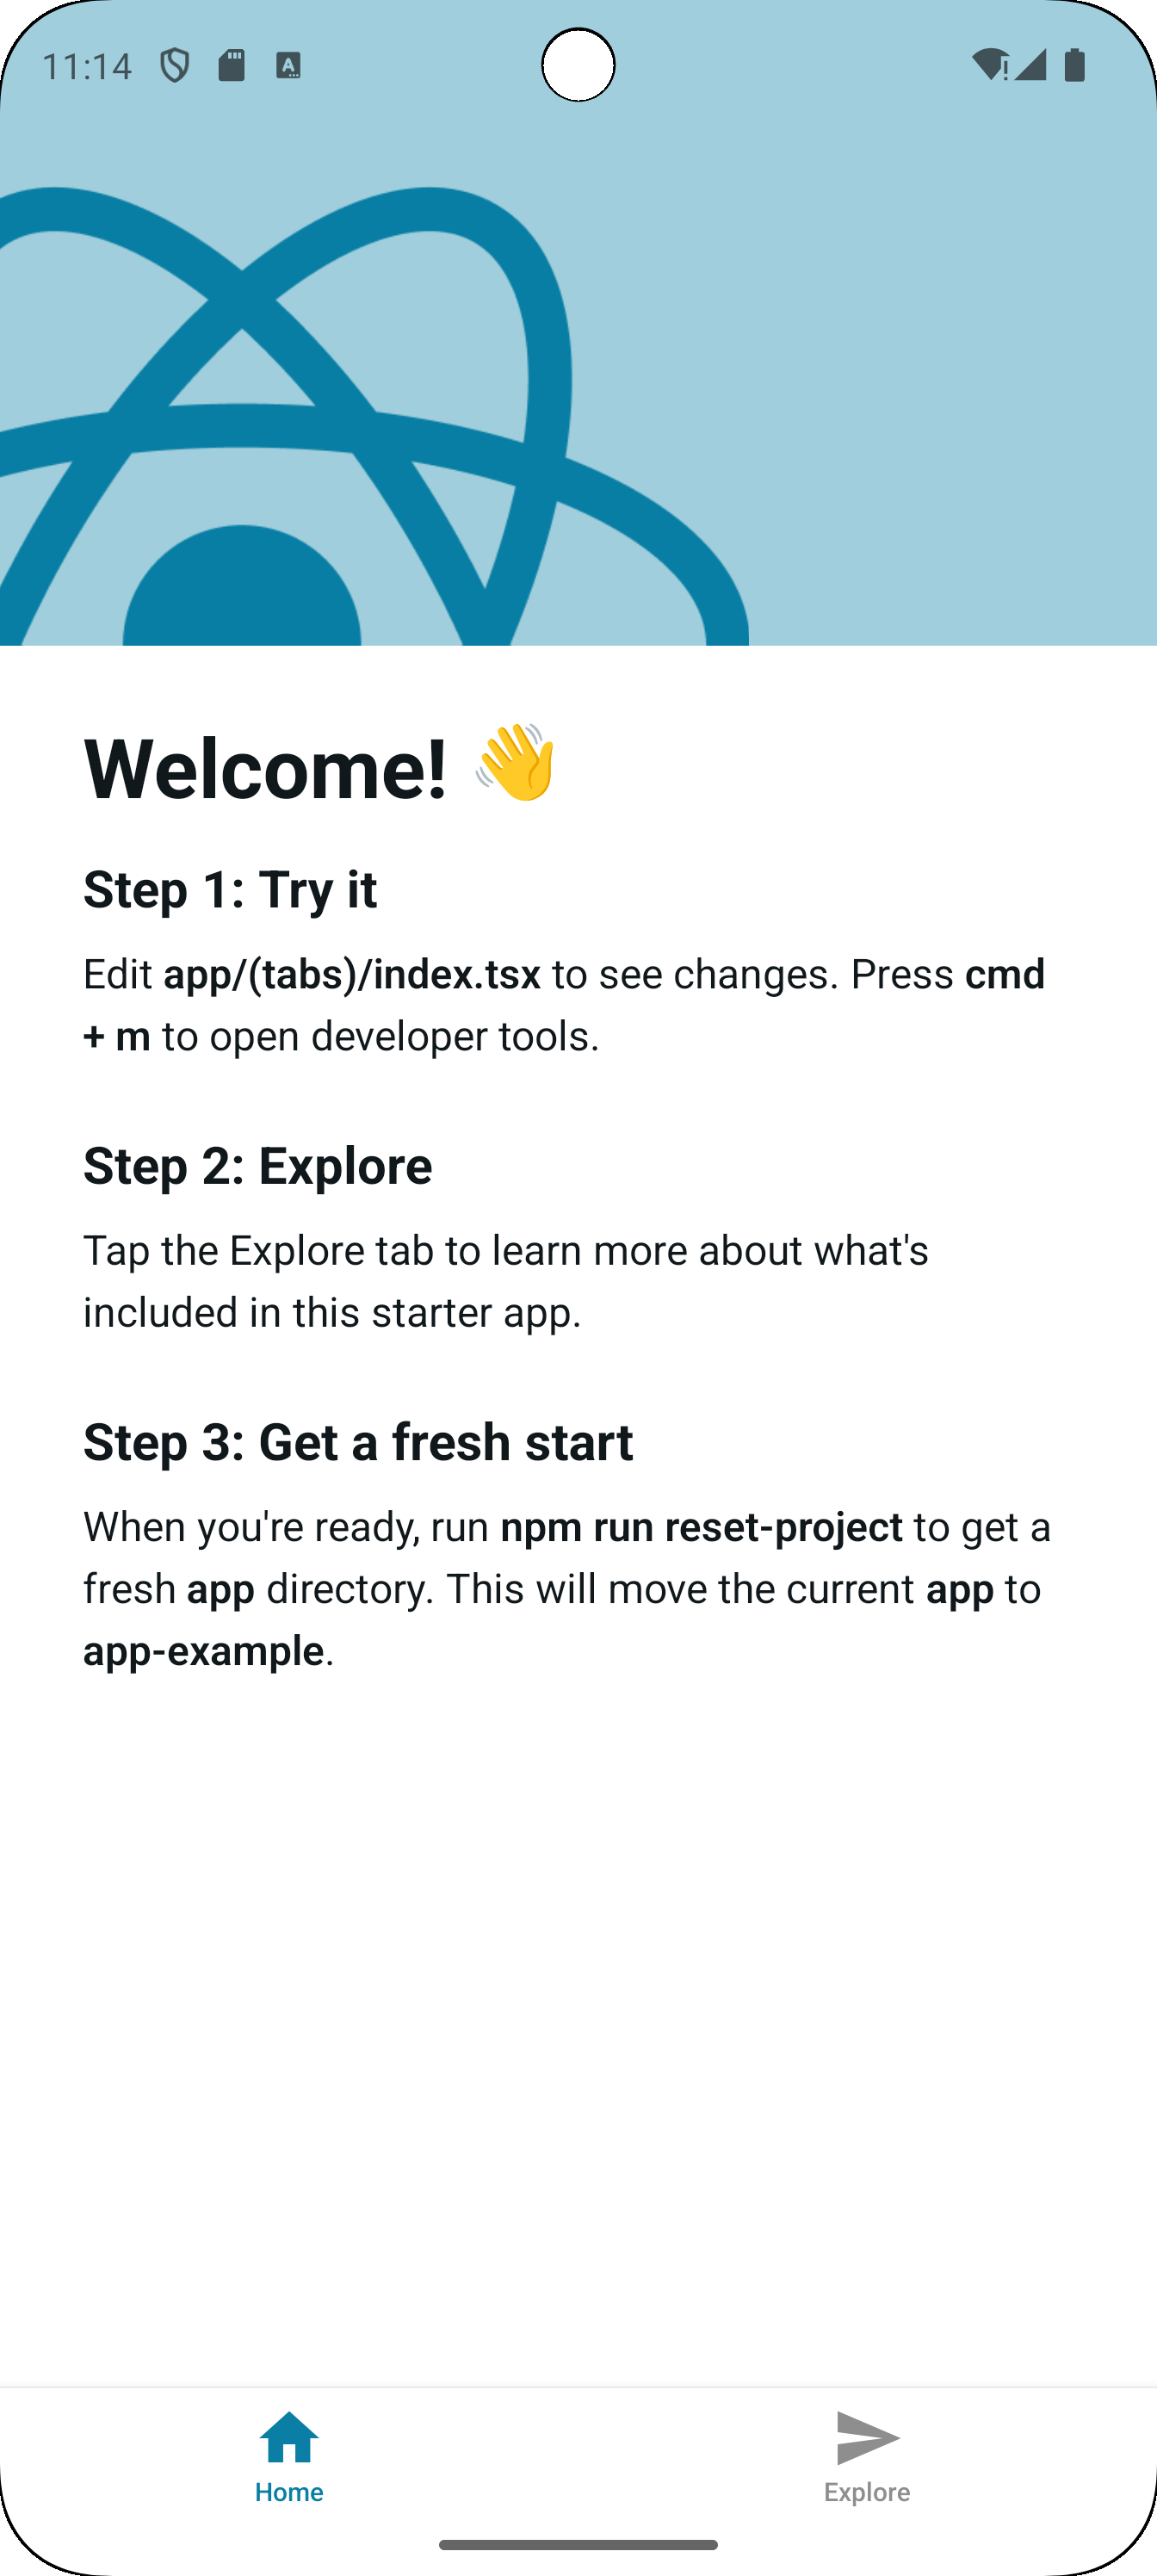 11:14
Welcome! 👋
Step 1: Try it
Edit app/(tabs)/index.tsx to see changes. Press cmd
+ m to open developer tools.
Step 2: Explore
Tap the Explore tab to learn more about what's
included in this starter app.
Step 3: Get a fresh start
When you're ready, run npm run reset-project to get a
fresh app directory. This will move the current app to
app-example.
Home
Explore